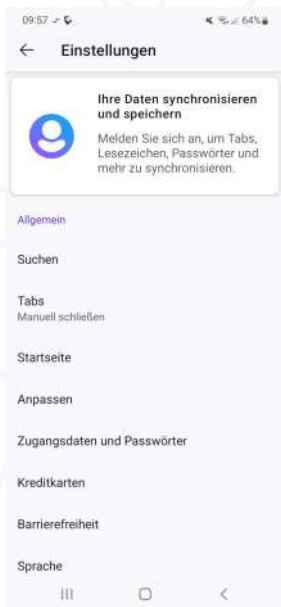 09:57
64%
Einstellungen
Ihre Daten synchronisieren
und speichern
Melden Sie sich an, um Tabs,
Lesezeichen, Passwörter und
mehr zu synchronisieren.
Allgemein
Suchen
Tabs
Manuell schließen
Startseite
Anpassen
Zugangsdaten und Passwörter
Kreditkarten
Barrierefreiheit
Sprache